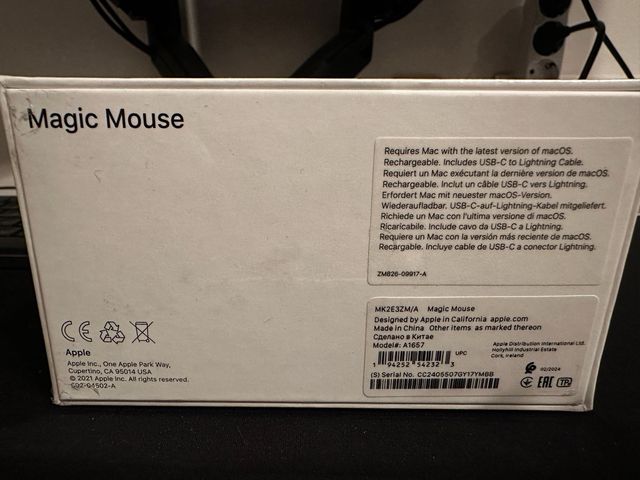 Magic Mouse
Requires Mac with the latest version of macOS.
Rechargeable. Includes USB-C to Lightning Cable.
Requiert un Mac exécutant la dernière version de macOS.
Rechargeable. Inclut un câble USB-C vers Lightning.
Erfordert Mac mit neuester macOS-Version.
Wiederaufladbar. USB-C-auf-Lightning-Kabel mitgeliefert.
Richiede un Mac con l'ultima versione di macOS.
Ricaricabile. Include cavo da USB-C a Lightning.
Requiere un Mac con la versión más reciente de macOS.
Recargable. Incluye cable de USB-C a conector Lightning.
ZM826-09917-A
CE
Apple
Apple Inc., One Apple Park Way,
Cupertino, CA 95014 USA
© 2021 Apple Inc. All rights reserved.
602-04502-A
MK2E3ZM/A Magic Mouse
Designed by Apple in California apple.com
Made in China Other items as marked thereon
Сделано в Китае
Model#: A1657
UPC
1 94252 54232 3
(S) Serial No. CC2405507GY17YMBB
Apple Distribution International Ltd.
Hollyhill Industrial Estate
Cork, Ireland
02/2024
EAC TR